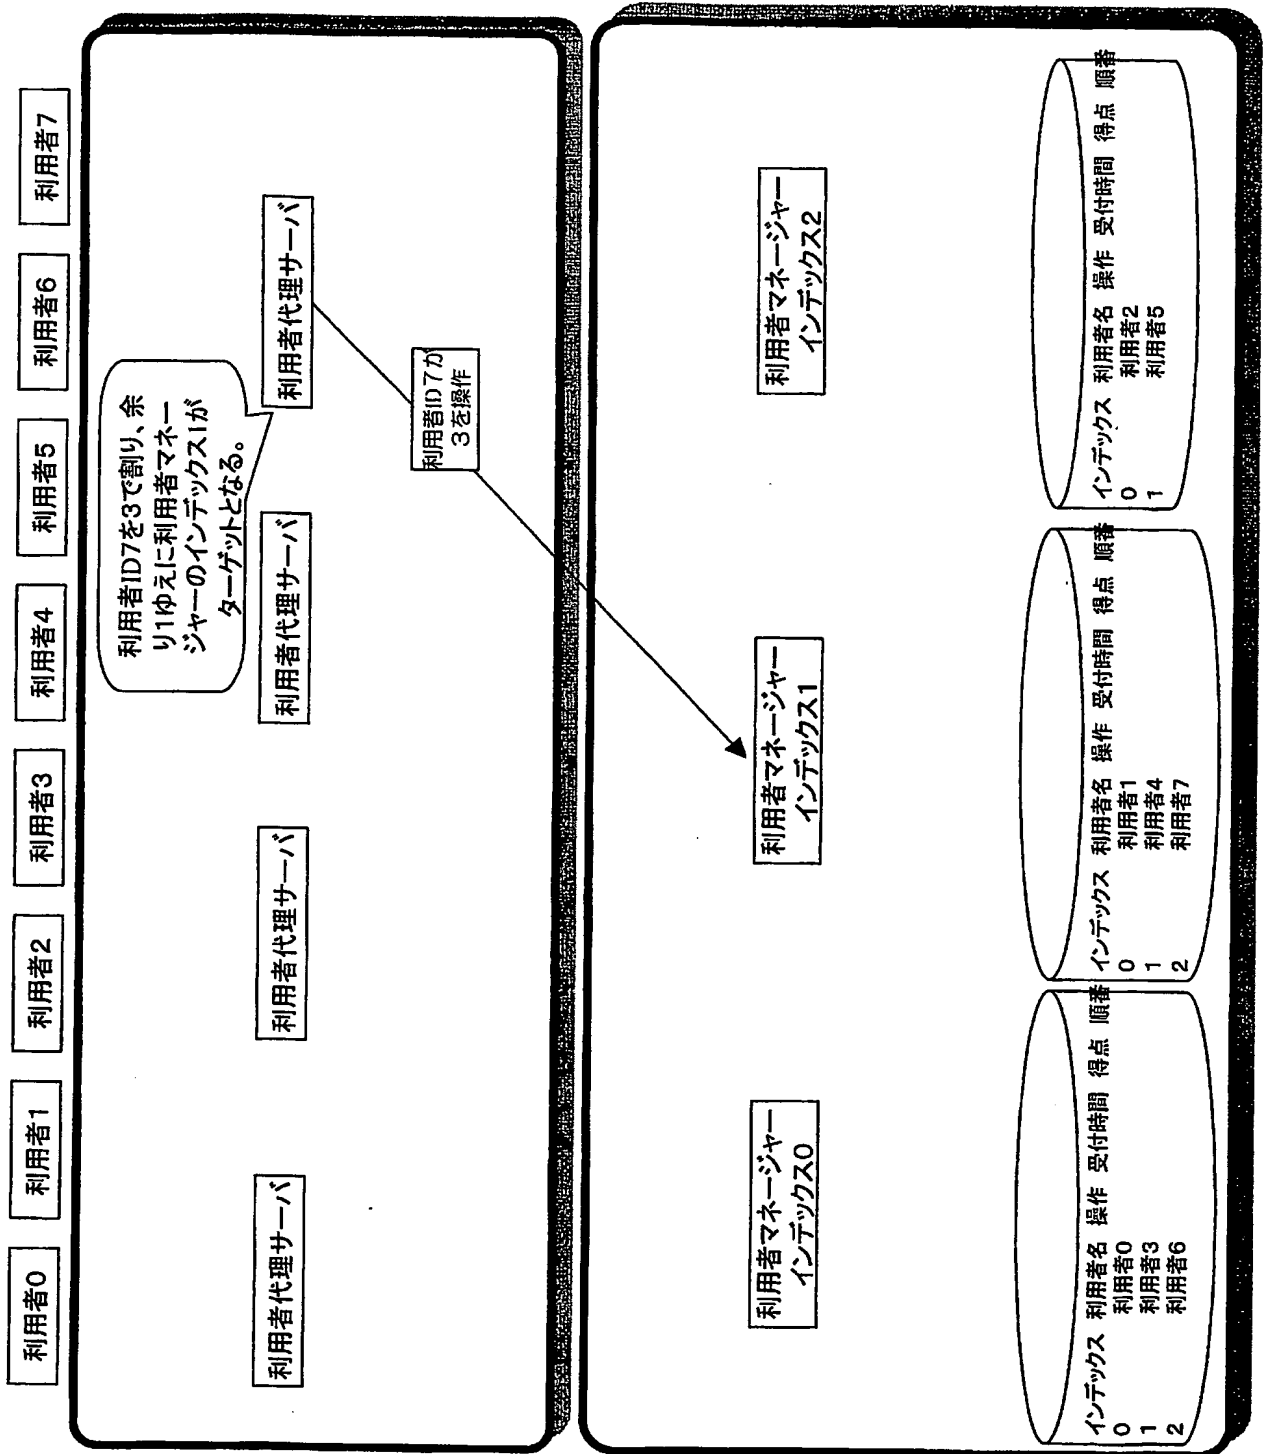 利用者0
利用者1
利用者2
利用者3
利用者4
利用者5
利用者6
利用者7
利用者ID7を3で割り、余
り1ゆえに利用者マネー
ジャーのインデックス1が
ターゲットとなる。
利用者代理サーバ
利用者代理サーバ
利用者代理サーバ
利用者代理サーバ
利用者ID7が
3を操作
利用者マネージャー
インデックス0
利用者マネージャー
インデックス1
利用者マネージャー
インデックス2
インデックス 利用者名 操作 受付時間 得点 順番
0 利用者0
1 利用者3
2 利用者6
インデックス 利用者名 操作 受付時間 得点 順番
0 利用者1
1 利用者4
2 利用者7
インデックス 利用者名 操作 受付時間 得点 順番
0 利用者2
1 利用者5